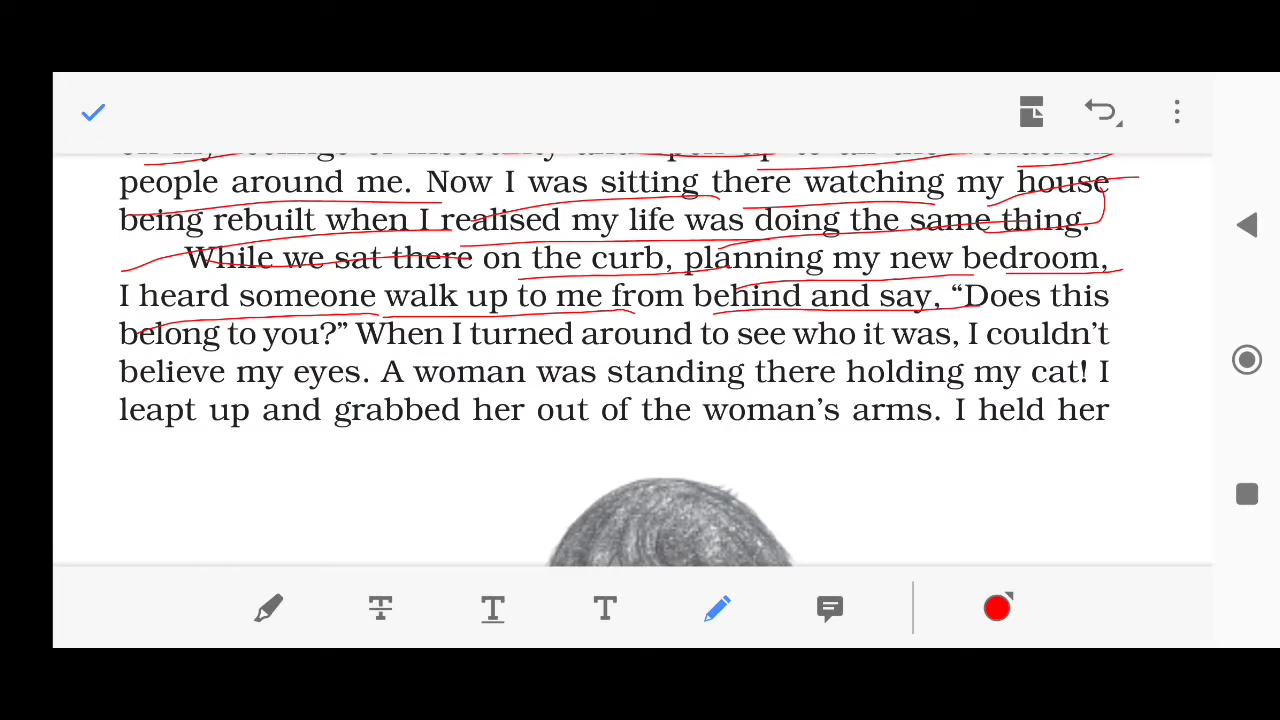 people around me. Now I was sitting there watching my house
being rebuilt when I realised my life was doing the same thing.
While we sat there on the curb, planning my new bedroom,
I heard someone walk up to me from behind and say, “Does this
belong to you?” When I turned around to see who it was, I couldn’t
believe my eyes. A woman was standing there holding my cat! I
leapt up and grabbed her out of the woman’s arms. I held her